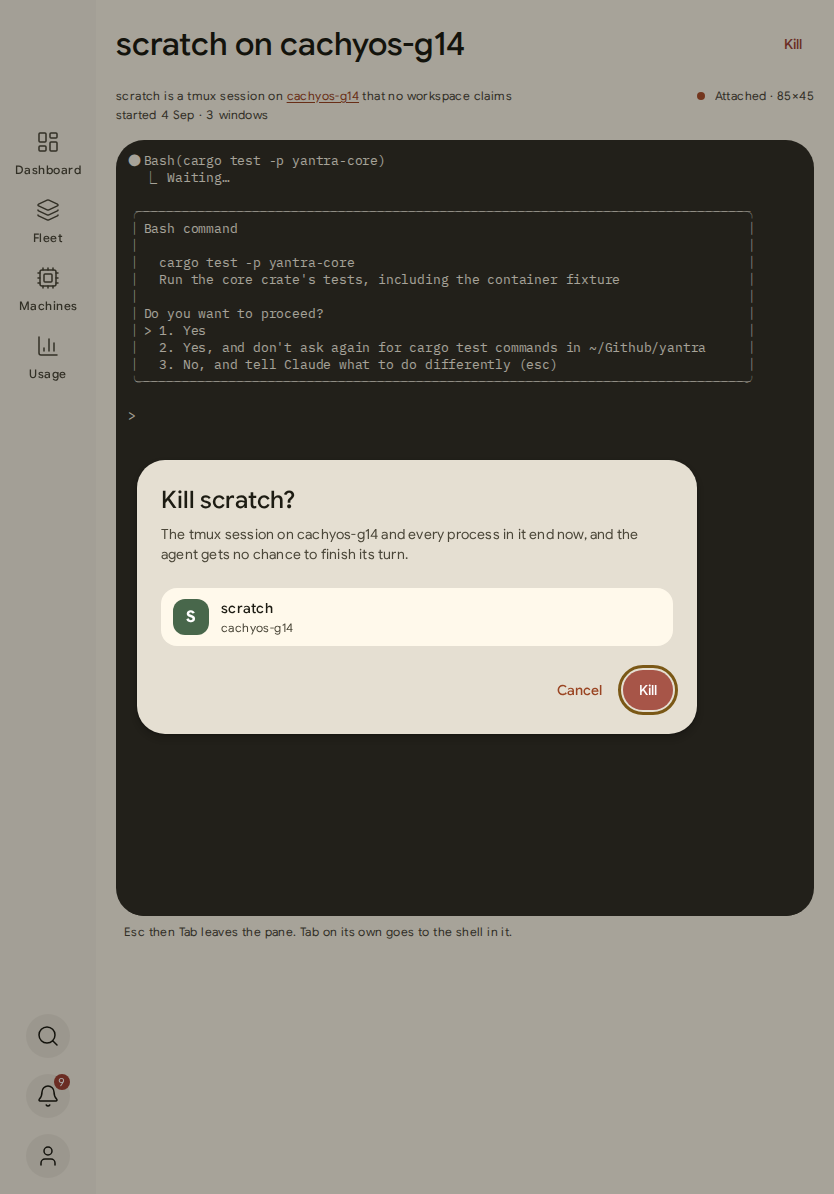 scratch on cachyos-g14
Kill
scratch is a tmux session on cachyos-g14 that no workspace claims
Attached · 85×45
started 4 Sep · 3 windows
Dashboard
Fleet
Machines
Usage
● Bash(cargo test -p yantra-core)
⎿ Waiting…
Bash command
cargo test -p yantra-core
Run the core crate's tests, including the container fixture
Do you want to proceed?
> 1. Yes
2. Yes, and don't ask again for cargo test commands in ~/Github/yantra
3. No, and tell Claude what to do differently (esc)
>
Kill scratch?
The tmux session on cachyos-g14 and every process in it end now, and the
agent gets no chance to finish its turn.
S
scratch
cachyos-g14
Cancel
Kill
Esc then Tab leaves the pane. Tab on its own goes to the shell in it.
9